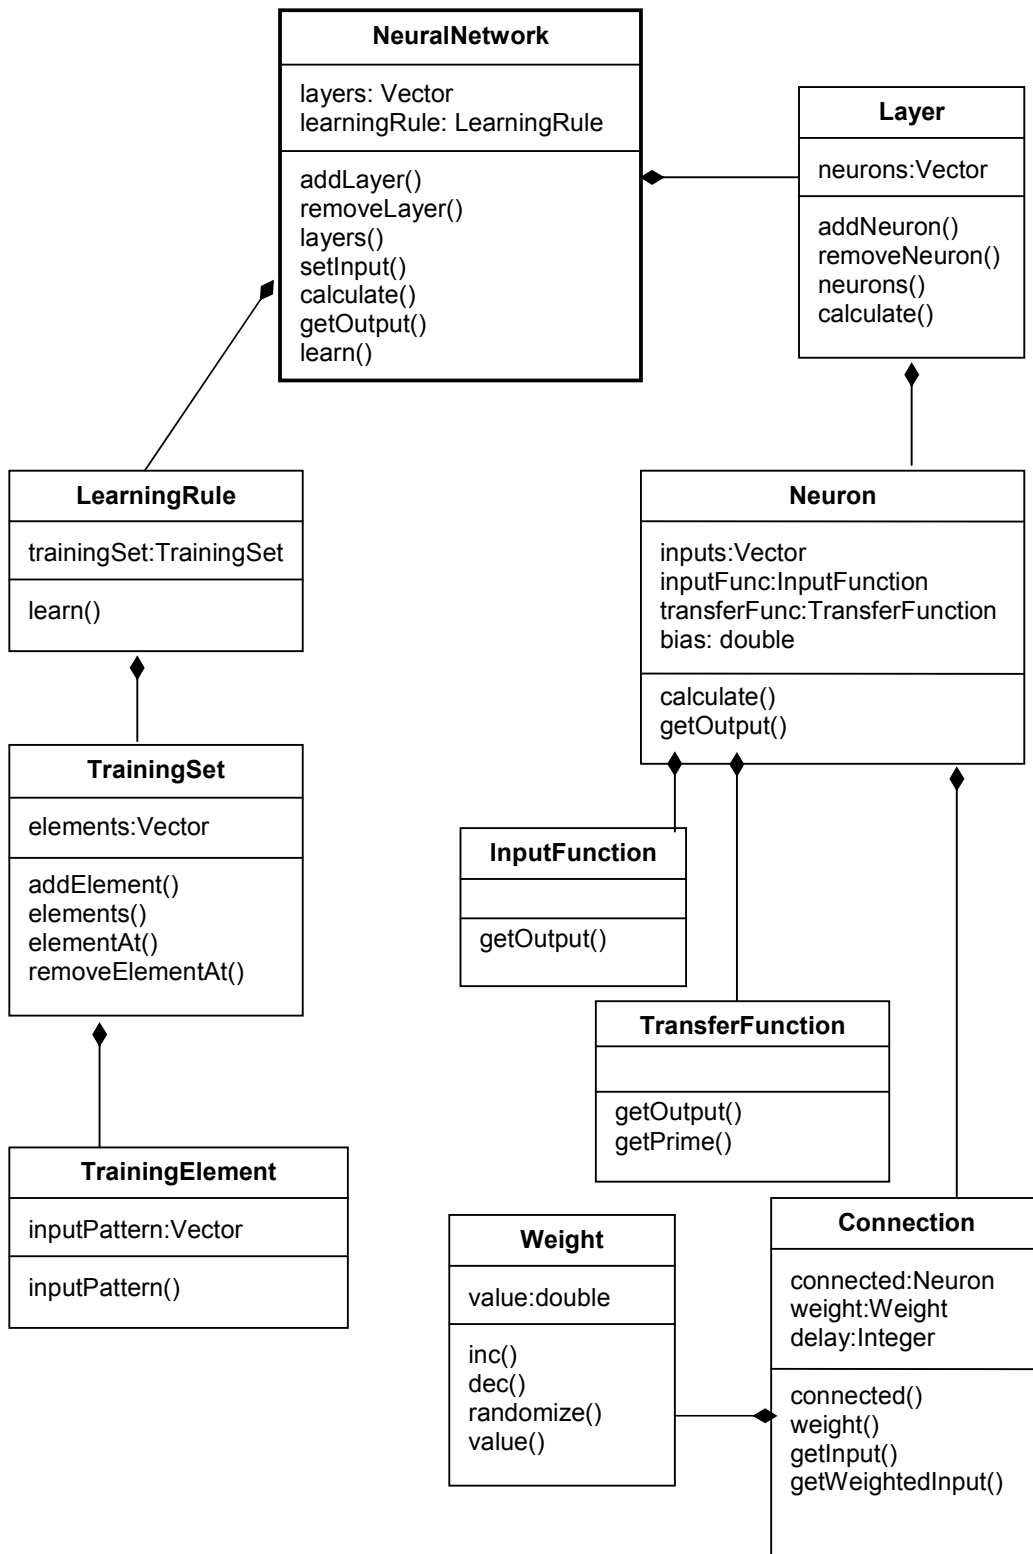 NeuralNetwork
layers: Vector
learningRule: LearningRule
addLayer()
removeLayer()
layers()
setInput()
calculate()
getOutput()
learn()
Layer
neurons:Vector
addNeuron()
removeNeuron()
neurons()
calculate()
LearningRule
trainingSet:TrainingSet
learn()
Neuron
inputs:Vector
inputFunc:InputFunction
transferFunc:TransferFunction
bias: double
calculate()
getOutput()
TrainingSet
elements:Vector
addElement()
elements()
elementAt()
removeElementAt()
InputFunction
getOutput()
TransferFunction
getOutput()
getPrime()
TrainingElement
inputPattern:Vector
inputPattern()
Weight
value:double
inc()
dec()
randomize()
value()
Connection
connected:Neuron
weight:Weight
delay:Integer
connected()
weight()
getInput()
getWeightedInput()